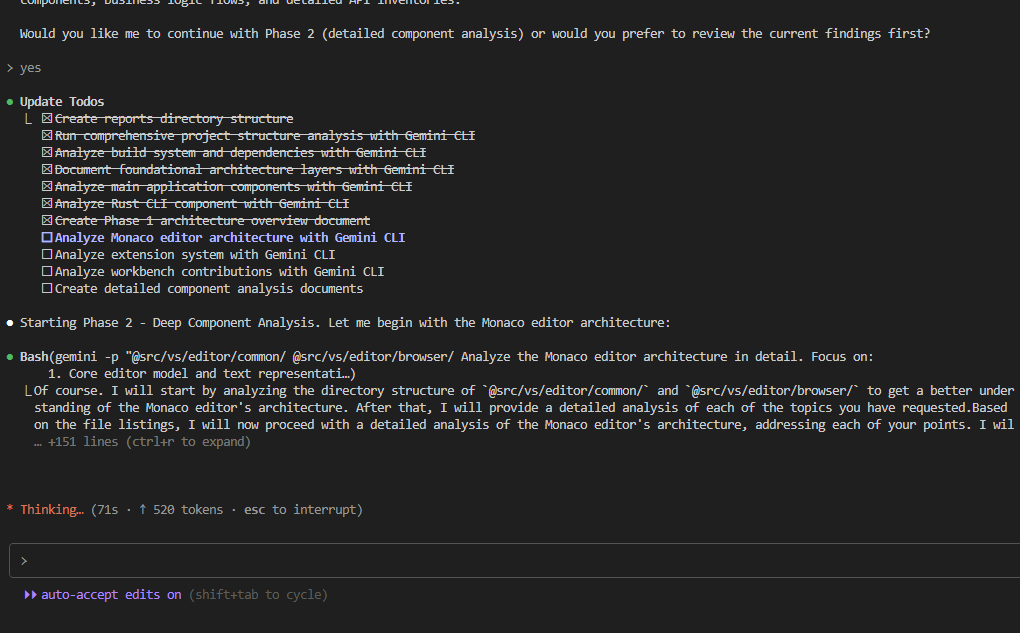 components, business logic flows, and detailed API inventories.
Would you like me to continue with Phase 2 (detailed component analysis) or would you prefer to review the current findings first?
> yes
● Update Todos
⎿ ☒ Create reports directory structure
☒ Run comprehensive project structure analysis with Gemini CLI
☒ Analyze build system and dependencies with Gemini CLI
☒ Document foundational architecture layers with Gemini CLI
☒ Analyze main application components with Gemini CLI
☒ Analyze Rust CLI component with Gemini CLI
☒ Create Phase 1 architecture overview document
☐ Analyze Monaco editor architecture with Gemini CLI
☐ Analyze extension system with Gemini CLI
☐ Analyze workbench contributions with Gemini CLI
☐ Create detailed component analysis documents
● Starting Phase 2 - Deep Component Analysis. Let me begin with the Monaco editor architecture:
● Bash(gemini -p "@src/vs/editor/common/ @src/vs/editor/browser/ Analyze the Monaco editor architecture in detail. Focus on:
1. Core editor model and text representati…)
⎿ Of course. I will start by analyzing the directory structure of `@src/vs/editor/common/` and `@src/vs/editor/browser/` to get a better under
standing of the Monaco editor's architecture. After that, I will provide a detailed analysis of each of the topics you have requested.Based
on the file listings, I will now proceed with a detailed analysis of the Monaco editor's architecture, addressing each of your points. I wil
… +151 lines (ctrl+r to expand)
* Thinking… (71s · ↑ 520 tokens · esc to interrupt)
>
⏵⏵ auto-accept edits on (shift+tab to cycle)